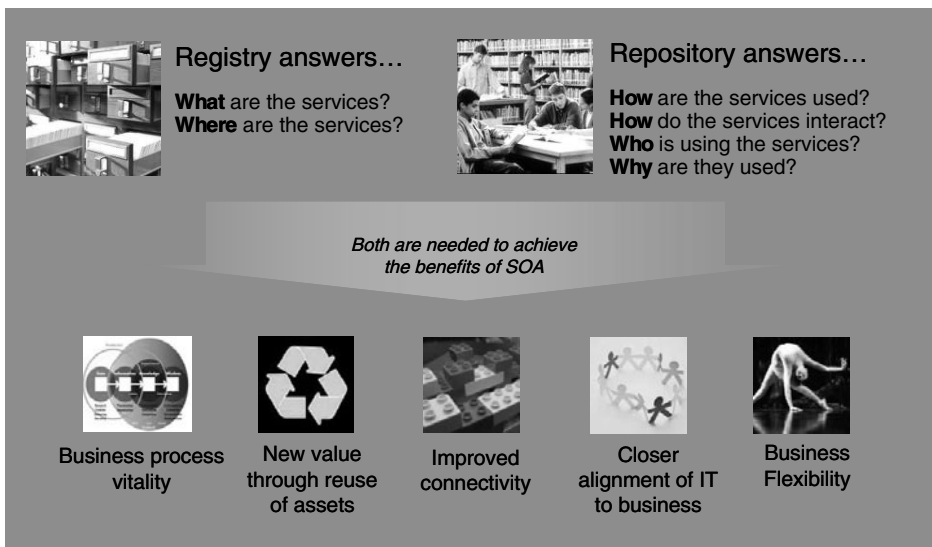 Registry answers…
What are the services?
Where are the services?
Repository answers…
How are the services used?
How do the services interact?
Who is using the services?
Why are they used?
Both are needed to achieve
the benefits of SOA
Business process
vitality
New value
through reuse
of assets
Improved
connectivity
Closer
alignment of IT
to business
Business
Flexibility